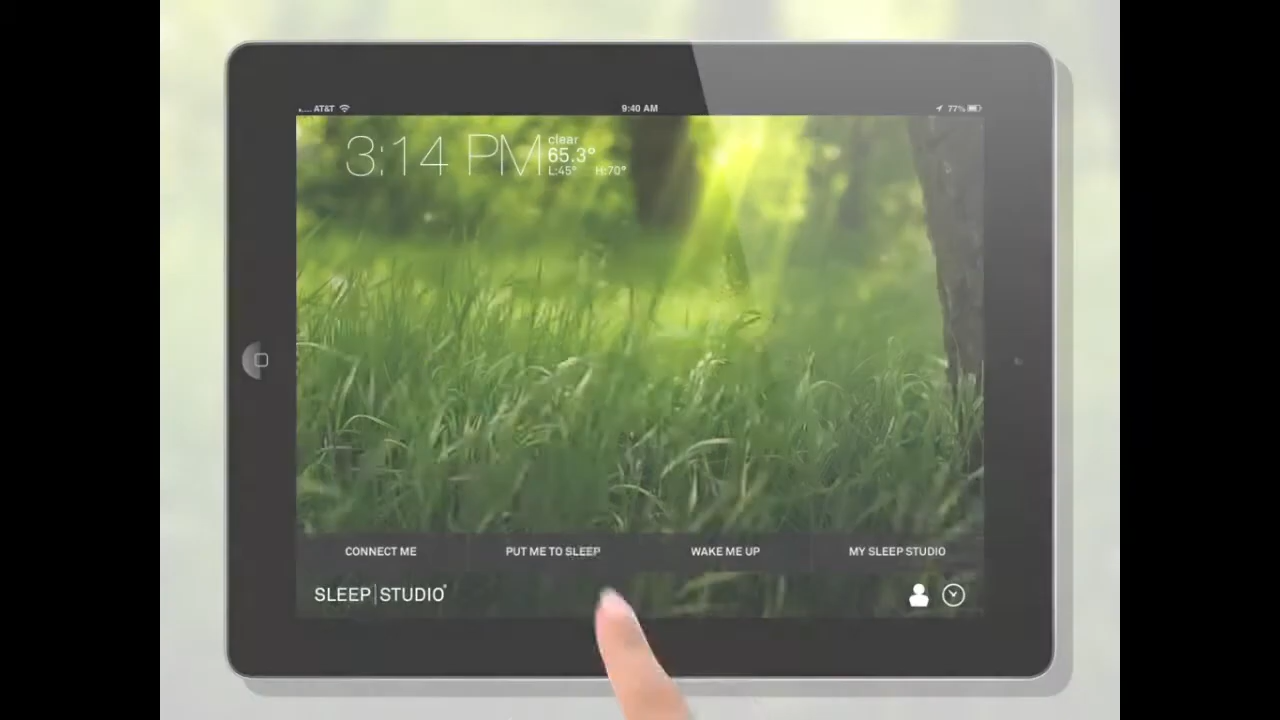 AT&T 9:40 AM 77%
3:14 PM
clear
65.3°
L:45° H:70°
CONNECT ME PUT ME TO SLEEP WAKE ME UP MY SLEEP STUDIO
SLEEP|STUDIO